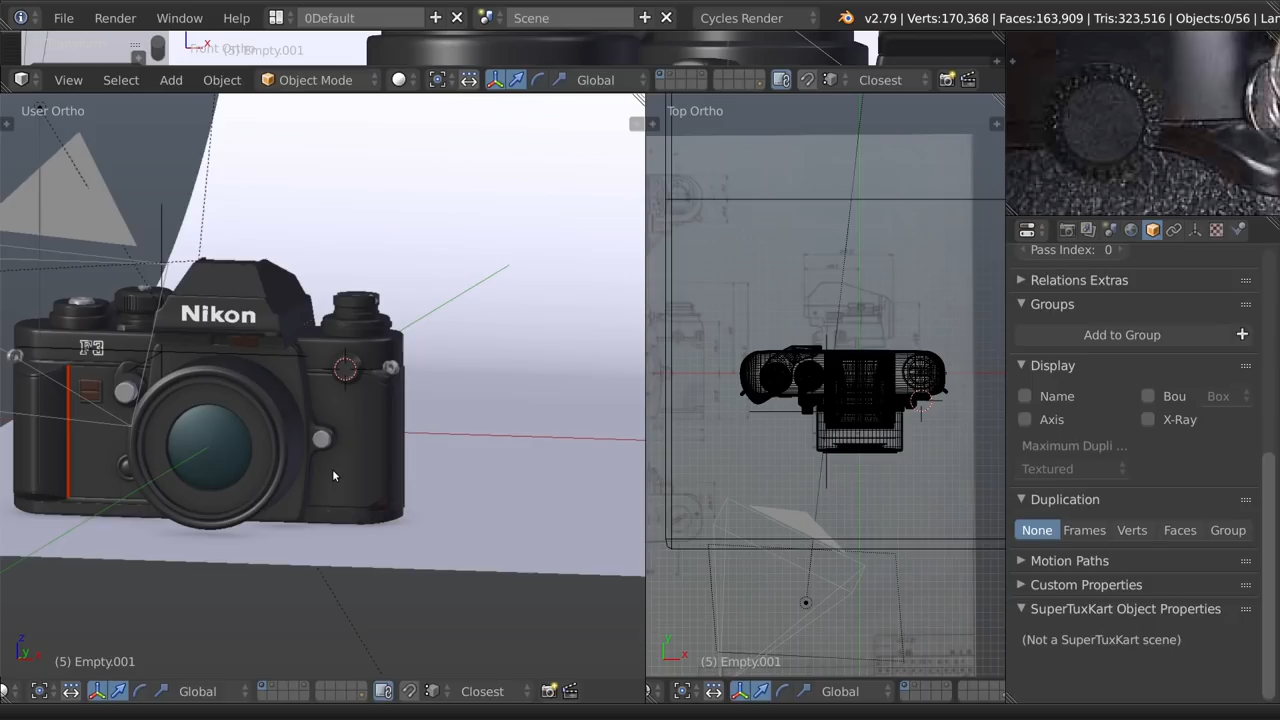 File Render Window Help 0Default Scene Cycles Render v2.79 | Verts:170,368 | Faces:163,909 | Tris:323,516 | Objects:0/56 | Lar
(5) Empty.001
View Select Add Object Object Mode Global Closest
User Ortho
Top Ortho
Nikon
F3
Pass Index: 0
Relations Extras
Groups
Add to Group
Display
Name Bou Box
Axis X-Ray
Maximum Dupli ...
Textured
Duplication
None Frames Verts Faces Group
Motion Paths
Custom Properties
SuperTuxKart Object Properties
(Not a SuperTuxKart scene)
z
y x
(5) Empty.001
y
x
(5) Empty.001
Global Closest
Global